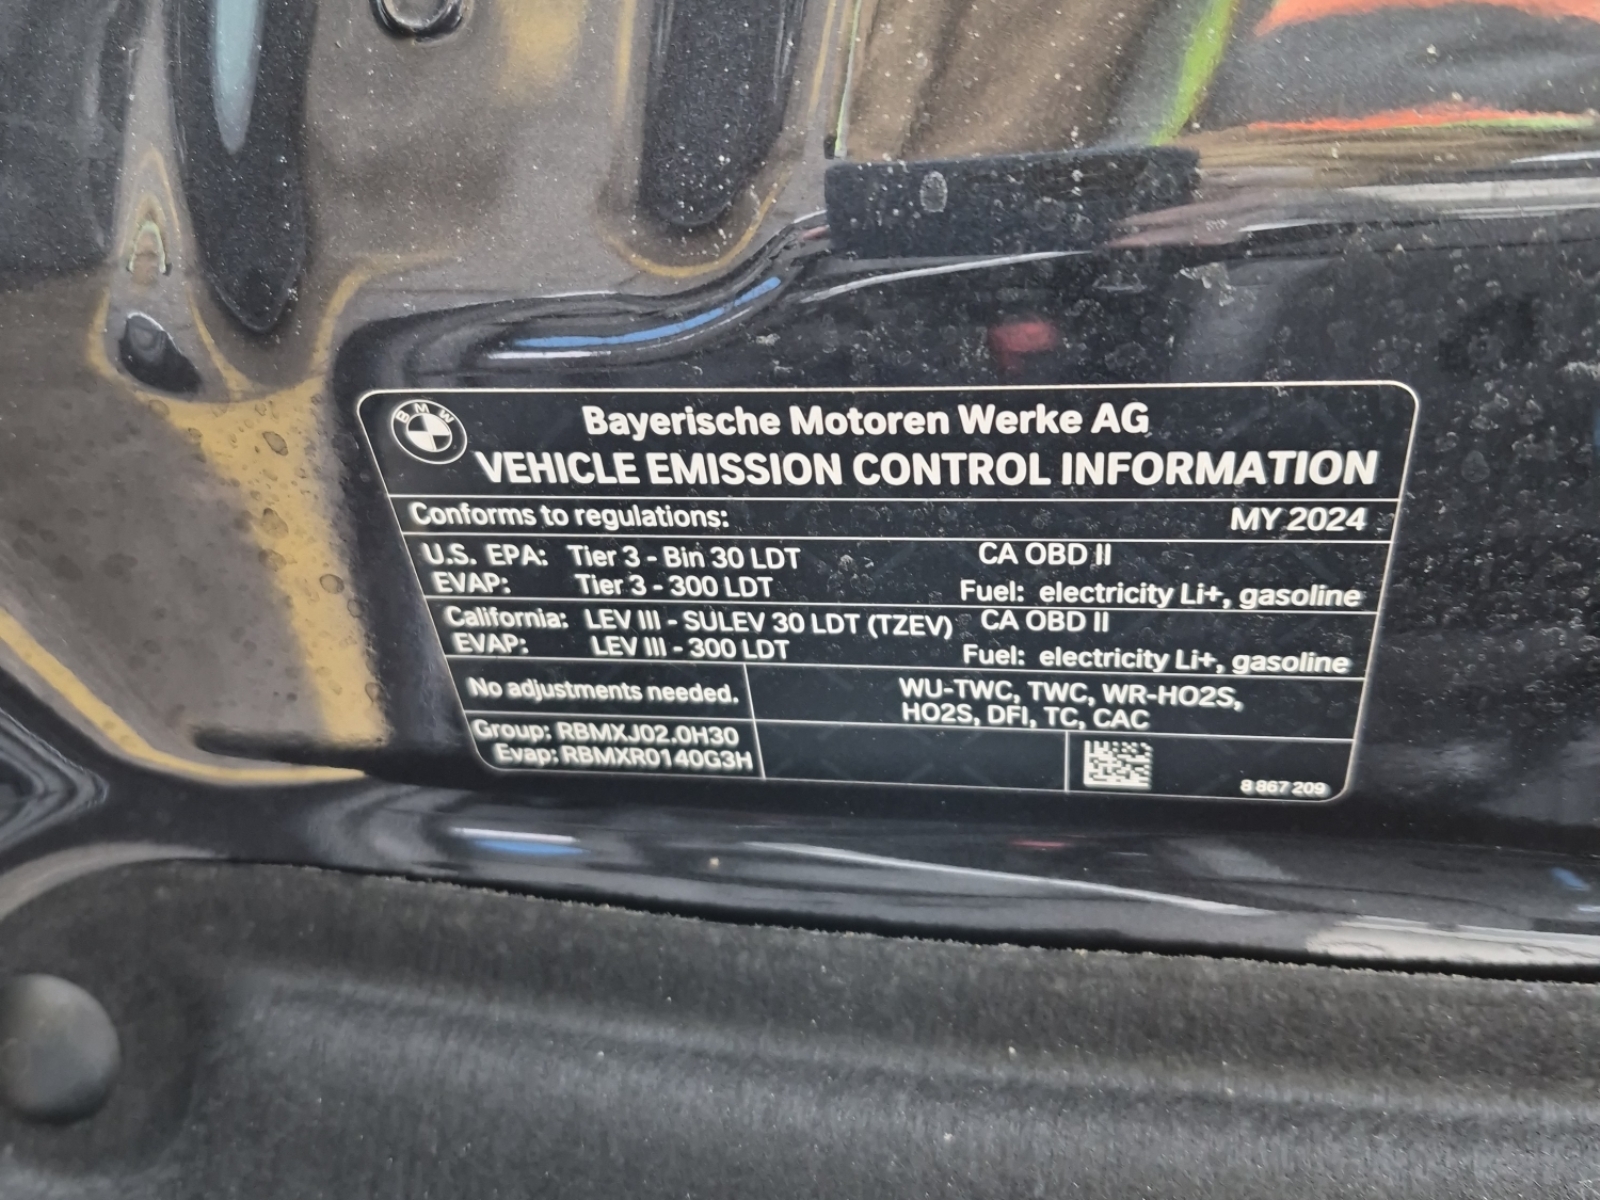 BMW
Bayerische Motoren Werke AG
VEHICLE EMISSION CONTROL INFORMATION
Conforms to regulations: MY 2024
U.S. EPA: Tier 3 - Bin 30 LDT CA OBD II
EVAP: Tier 3 - 300 LDT Fuel: electricity Li+, gasoline
California: LEV III - SULEV 30 LDT (TZEV) CA OBD II
EVAP: LEV III - 300 LDT Fuel: electricity Li+, gasoline
No adjustments needed.
WU-TWC, TWC, WR-HO2S,
HO2S, DFI, TC, CAC
Group: RBMXJ02.0H30
Evap: RBMXR0140G3H
8 867 209